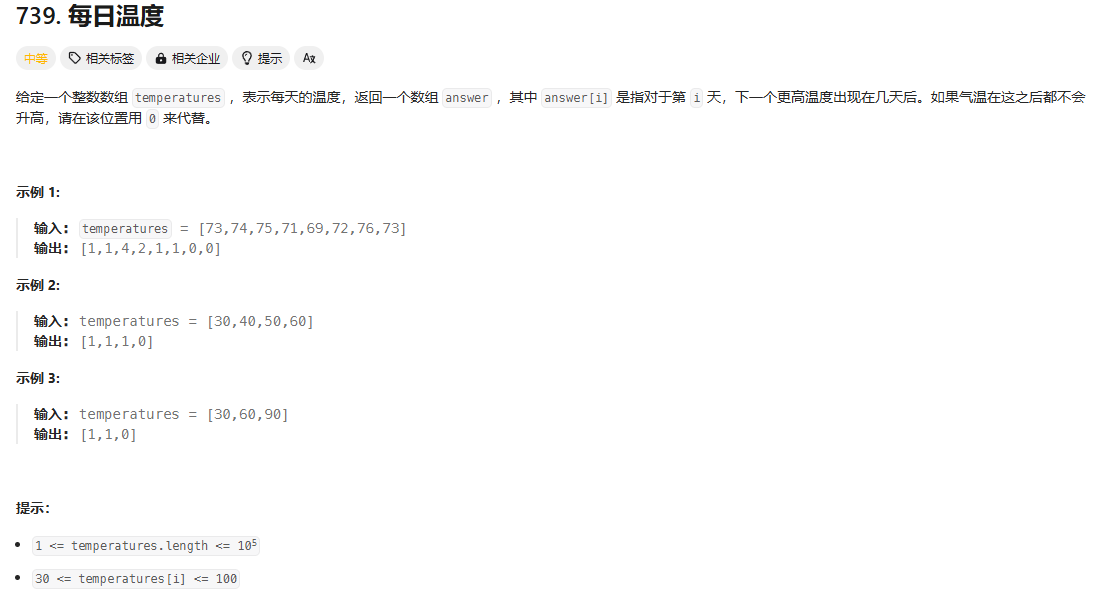 739. 每日温度
中等 相关标签 相关企业 提示 Ax
给定一个整数数组 temperatures ，表示每天的温度，返回一个数组 answer ，其中 answer[i] 是指对于第 i 天，下一个更高温度出现在几天后。如果气温在这之后都不会
升高，请在该位置用 0 来代替。
示例 1:
输入: temperatures = [73,74,75,71,69,72,76,73]
输出: [1,1,4,2,1,1,0,0]
示例 2:
输入: temperatures = [30,40,50,60]
输出: [1,1,1,0]
示例 3:
输入: temperatures = [30,60,90]
输出: [1,1,0]
提示：
1 <= temperatures.length <= 10⁵
30 <= temperatures[i] <= 100